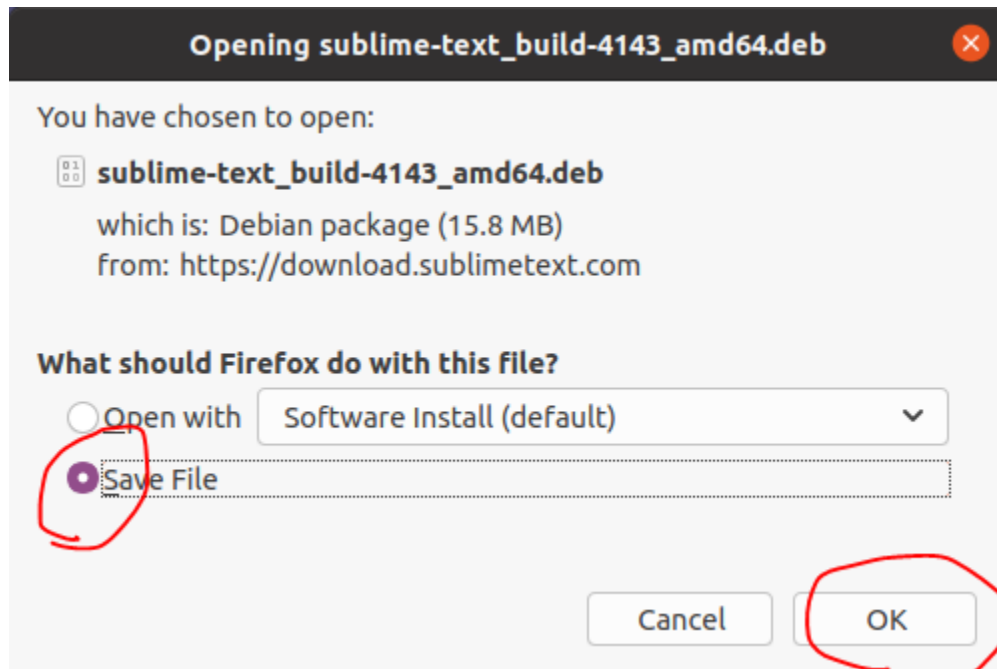 Opening sublime-text_build-4143_amd64.deb
You have chosen to open:
sublime-text_build-4143_amd64.deb
which is: Debian package (15.8 MB)
from: https://download.sublimetext.com
What should Firefox do with this file?
Open with Software Install (default)
Save File
Cancel OK